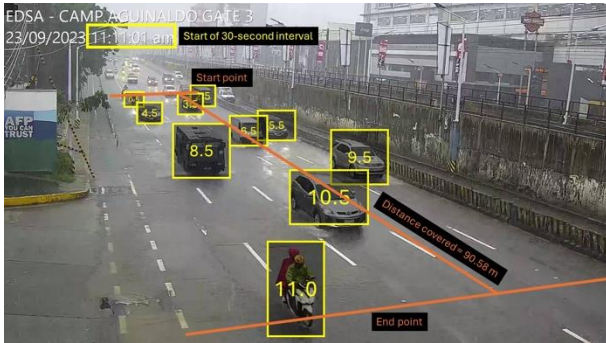 EDSA - CAMP AGUINALDO GATE 3
23/09/2023 11:11:01 am
Start of 30-second interval
Start point
4.5
3.5
5.5
8.5
9.5
10.5
11.0
AFP
YOU CAN
TRUST
Distance covered = 90.58 m
End point